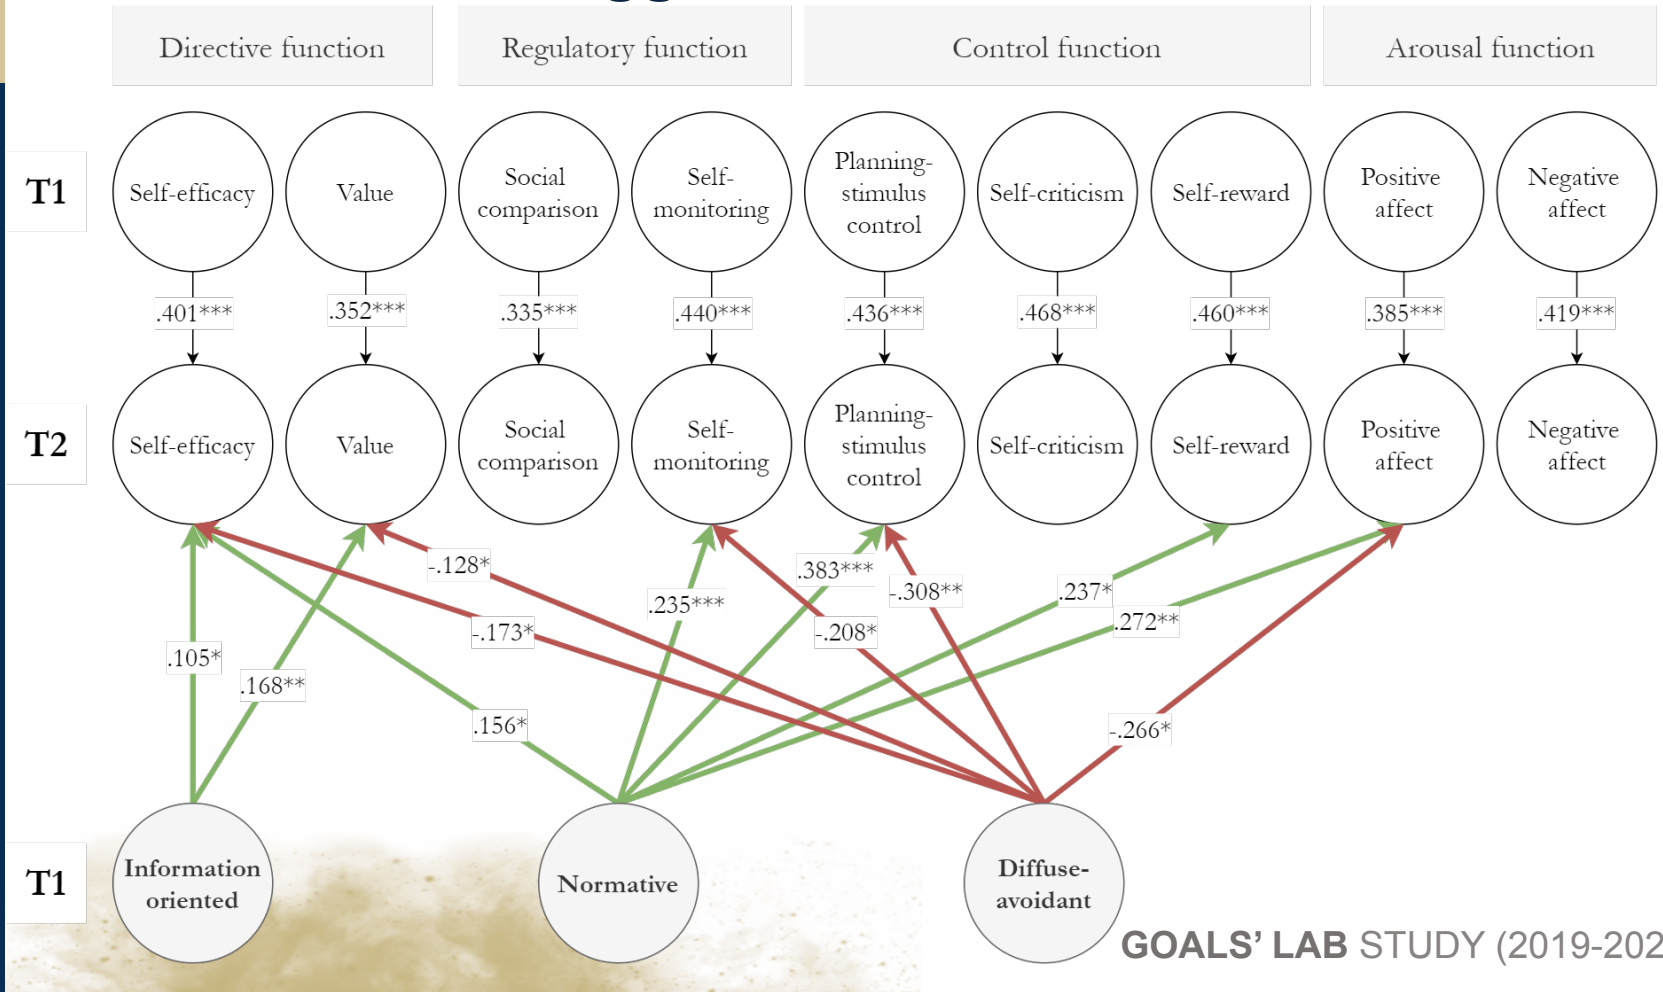 Directive function
Regulatory function
Control function
Arousal function
T1
Self-efficacy
Value
Social
comparison
Self-
monitoring
Planning-
stimulus
control
Self-criticism
Self-reward
Positive
affect
Negative
affect
.401***
.352***
.335***
.440***
.436***
.468***
.460***
.385***
.419***
T2
Self-efficacy
Value
Social
comparison
Self-
monitoring
Planning-
stimulus
control
Self-criticism
Self-reward
Positive
affect
Negative
affect
-.128*
.383***
-.308**
.237*
.235***
.272**
-.173*
-.208*
.105*
.168**
.156*
-.266*
T1
Information
oriented
Normative
Diffuse-
avoidant
GOALS' LAB STUDY (2019-202